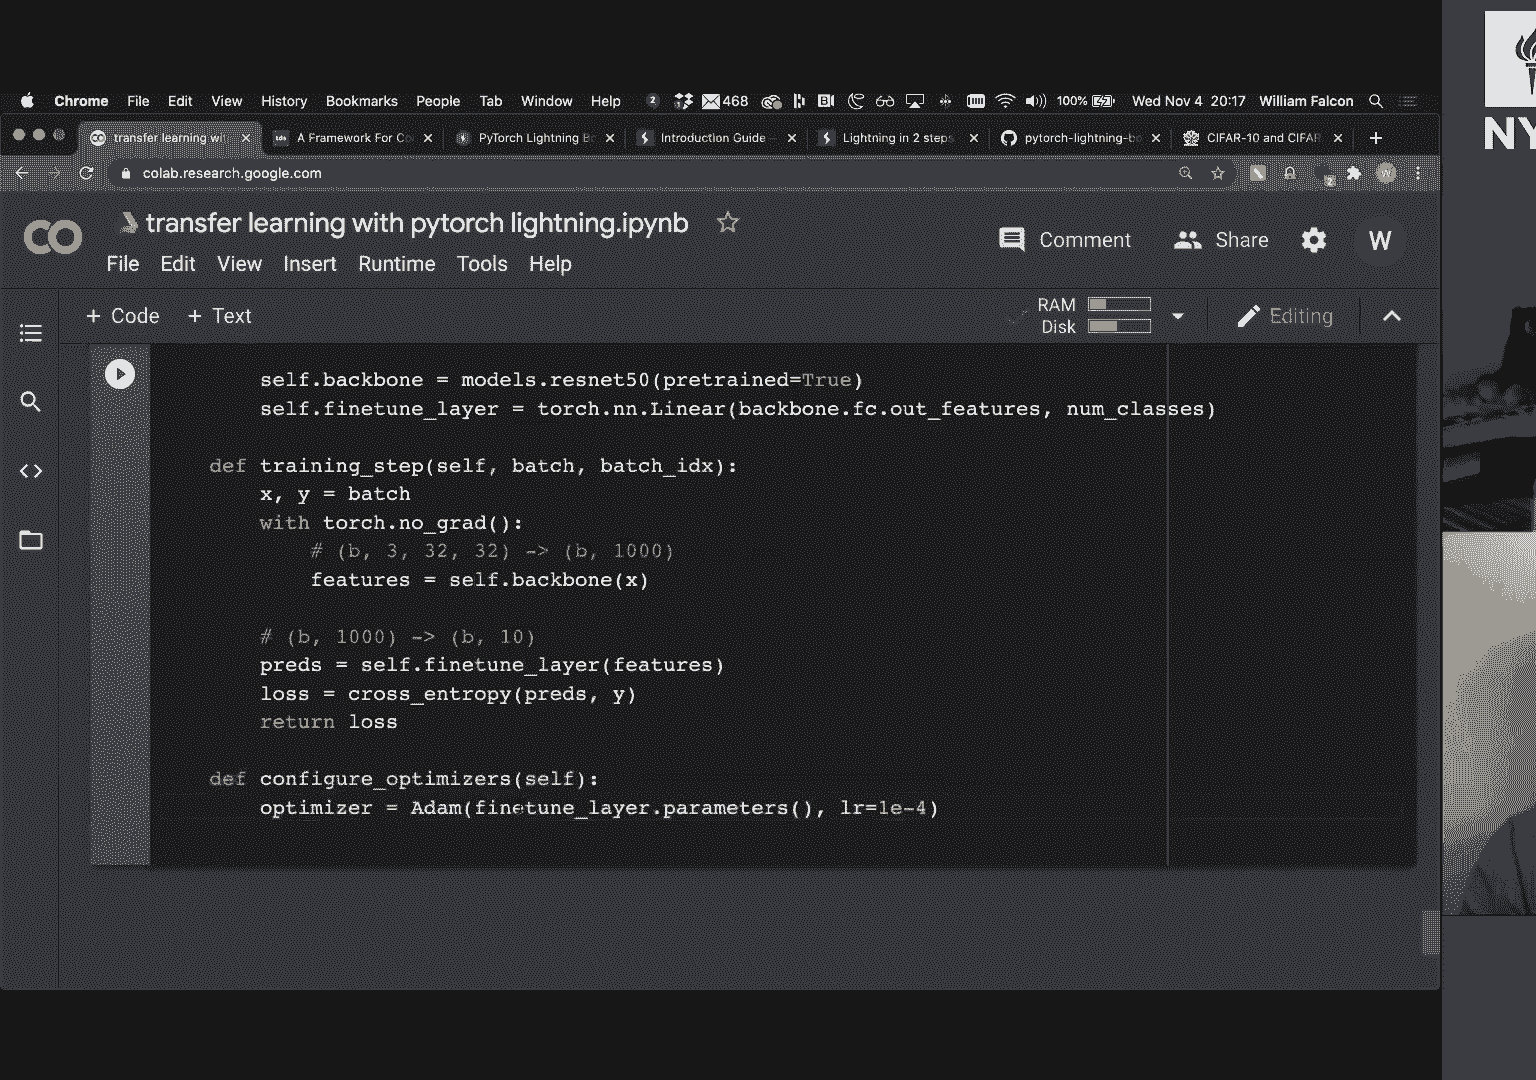 Chrome File Edit View History Bookmarks People Tab Window Help 2 468 100% Wed Nov 4 20:17 William Falcon
transfer learning wi A Framework For Co PyTorch Lightning B Introduction Guide — Lightning in 2 steps pytorch-lightning-bo CIFAR-10 and CIFAR
colab.research.google.com 2 W
transfer learning with pytorch lightning.ipynb
Comment Share W
File Edit View Insert Runtime Tools Help
+ Code + Text RAM Disk Editing
self.backbone = models.resnet50(pretrained=True)
self.finetune_layer = torch.nn.Linear(backbone.fc.out_features, num_classes)
def training_step(self, batch, batch_idx):
x, y = batch
with torch.no_grad():
# (b, 3, 32, 32) -> (b, 1000)
features = self.backbone(x)
# (b, 1000) -> (b, 10)
preds = self.finetune_layer(features)
loss = cross_entropy(preds, y)
return loss
def configure_optimizers(self):
optimizer = Adam(finetune_layer.parameters(), lr=1e-4)
NY